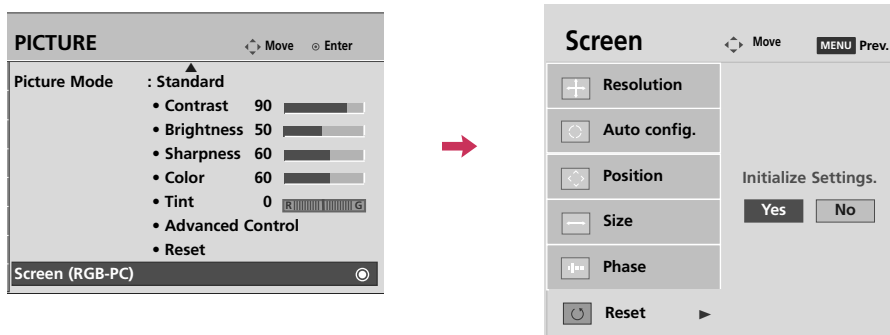 PICTURE Move Enter
Picture Mode : Standard
• Contrast 90
• Brightness 50
• Sharpness 60
• Color 60
• Tint 0 R G
• Advanced Control
• Reset
Screen (RGB-PC)
Screen Move MENU Prev.
Resolution
Auto config.
Position
Size
Phase
Reset
Initialize Settings.
Yes No